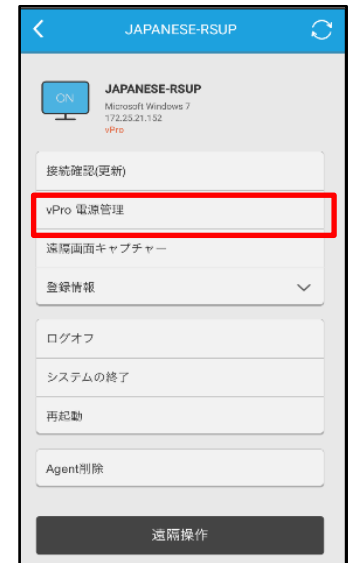 JAPANESE-RSUP
ON
JAPANESE-RSUP
Microsoft Windows 7
172.25.21.152
vPro
接続確認(更新)
vPro 電源管理
遠隔画面キャプチャー
登録情報
ログオフ
システムの終了
再起動
Agent削除
遠隔操作